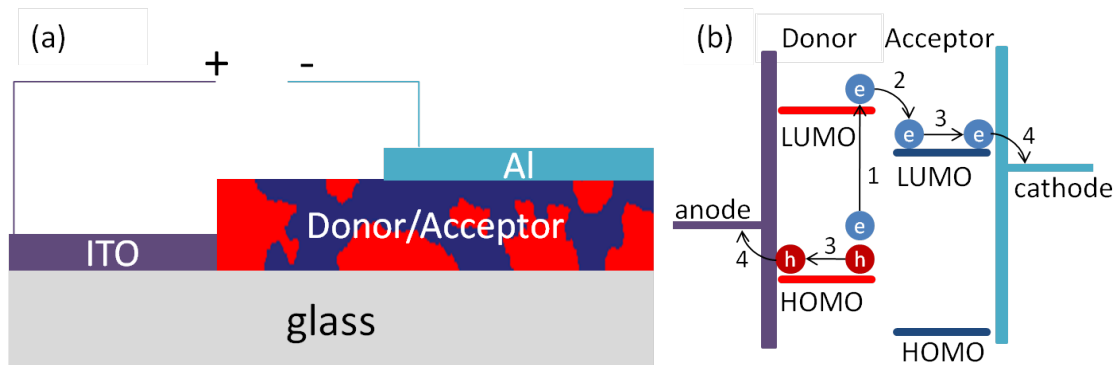 (a)
+ -
Al
Donor/Acceptor
ITO
glass
(b)
Donor Acceptor
e 2
LUMO e 3 e 4
LUMO
1
cathode
anode
e
4 h 3 h
HOMO
HOMO